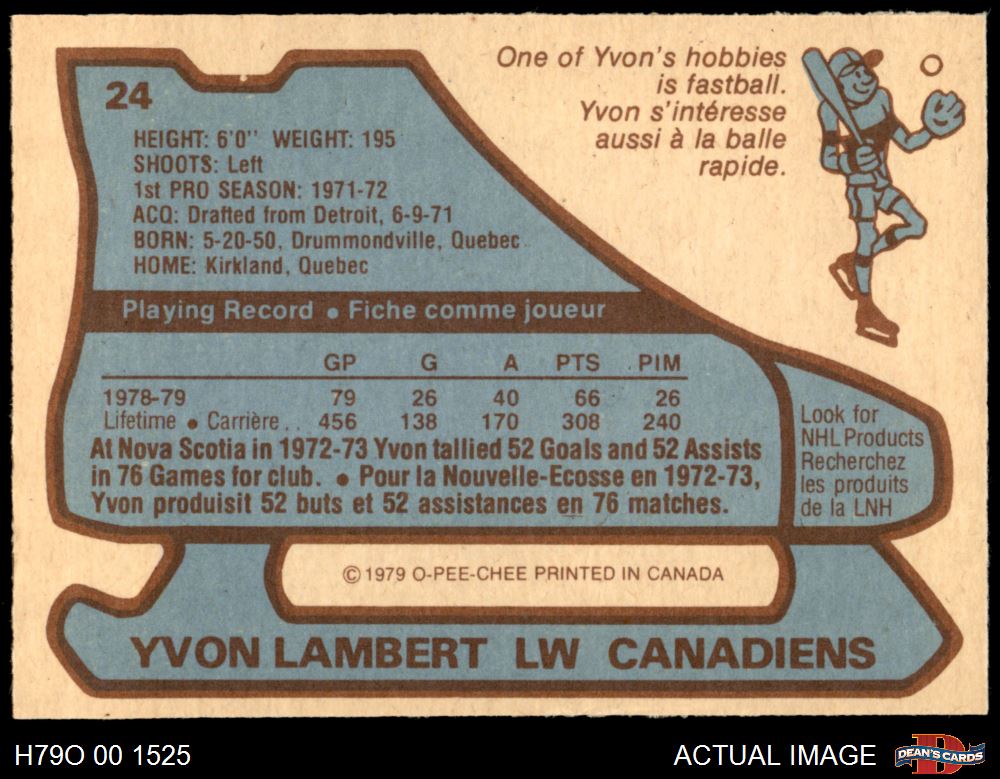 One of Yvon's hobbies
is fastball.
Yvon s'intéresse
aussi à la balle
rapide.
24
HEIGHT: 6'0" WEIGHT: 195
SHOOTS: Left
1st PRO SEASON: 1971-72
ACQ: Drafted from Detroit, 6-9-71
BORN: 5-20-50, Drummondville, Quebec
HOME: Kirkland, Quebec
Playing Record • Fiche comme joueur
GP G A PTS PIM
1978-79 79 26 40 66 26
Lifetime • Carrière . . 456 138 170 308 240
At Nova Scotia in 1972-73 Yvon tallied 52 Goals and 52 Assists
in 76 Games for club. • Pour la Nouvelle-Ecosse en 1972-73,
Yvon produisit 52 buts et 52 assistances en 76 matches.
Look for
NHL Products
Recherchez
les produits
de la LNH
© 1979 O-PEE-CHEE PRINTED IN CANADA
YVON LAMBERT LW CANADIENS
H79O 00 1525
ACTUAL IMAGE
D
DEAN'S CARDS